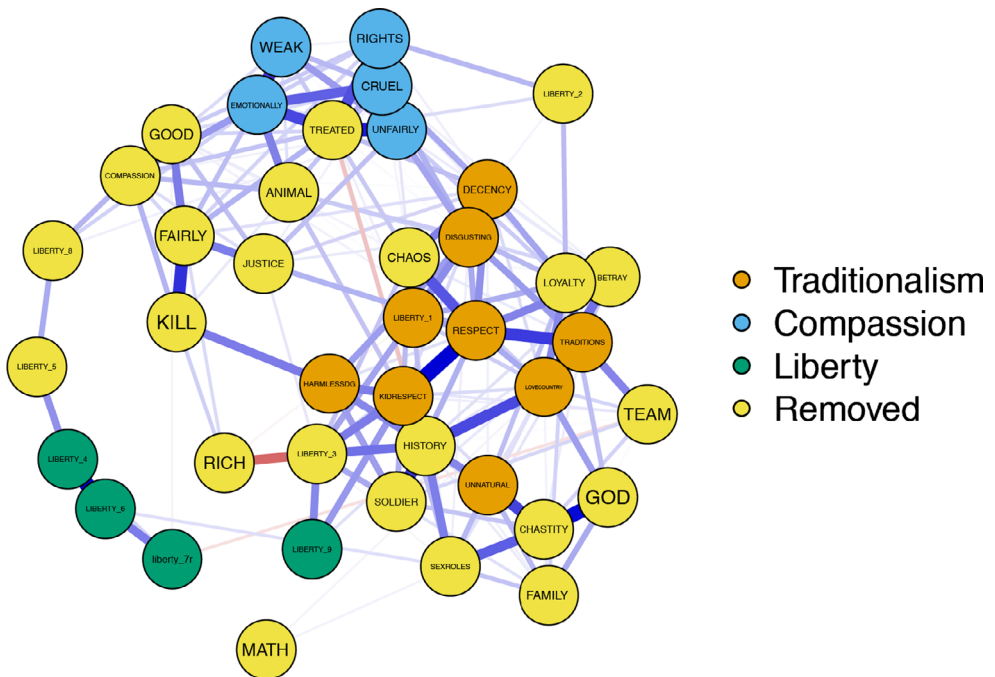 WEAK
RIGHTS
CRUEL
EMOTIONALLY
LIBERTY_2
GOOD
TREATED
UNFAIRLY
COMPASSION
ANIMAL
DECENCY
FAIRLY
DISGUSTING
LIBERTY_8
JUSTICE
CHAOS
LOYALTY
BETRAY
KILL
LIBERTY_1
RESPECT
TRADITIONS
LIBERTY_5
HARMLESSDG
KIDRESPECT
LOVECOUNTRY
TEAM
RICH
LIBERTY_3
HISTORY
LIBERTY_4
SOLDIER
UNNATURAL
GOD
LIBERTY_6
CHASTITY
liberty_7r
LIBERTY_9
SEXROLES
FAMILY
MATH
Traditionalism
Compassion
Liberty
Removed